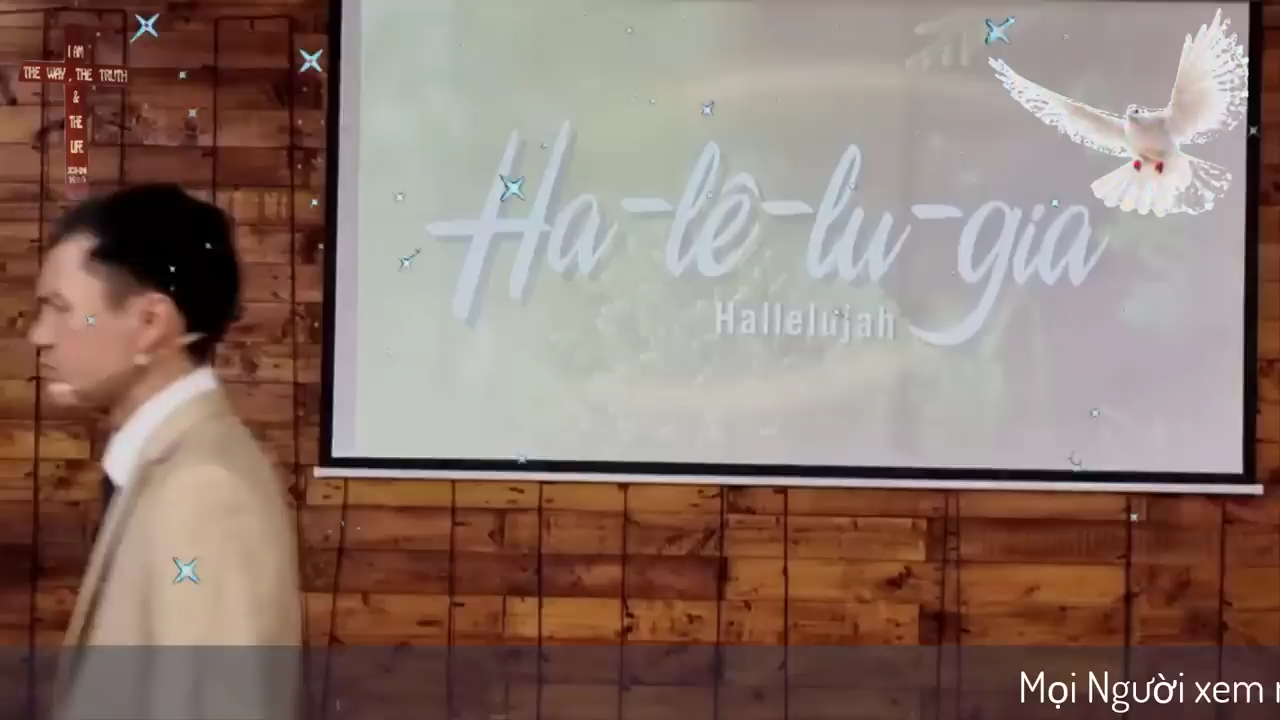 I AM
THE WAY, THE TRUTH
&
THE
LIFE
Ha-lê-lu-gia
Hallelujah
Mọi Người xem